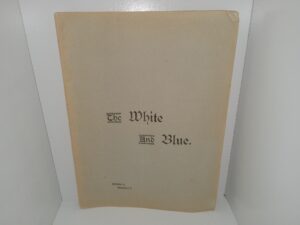 The White
And Blue.